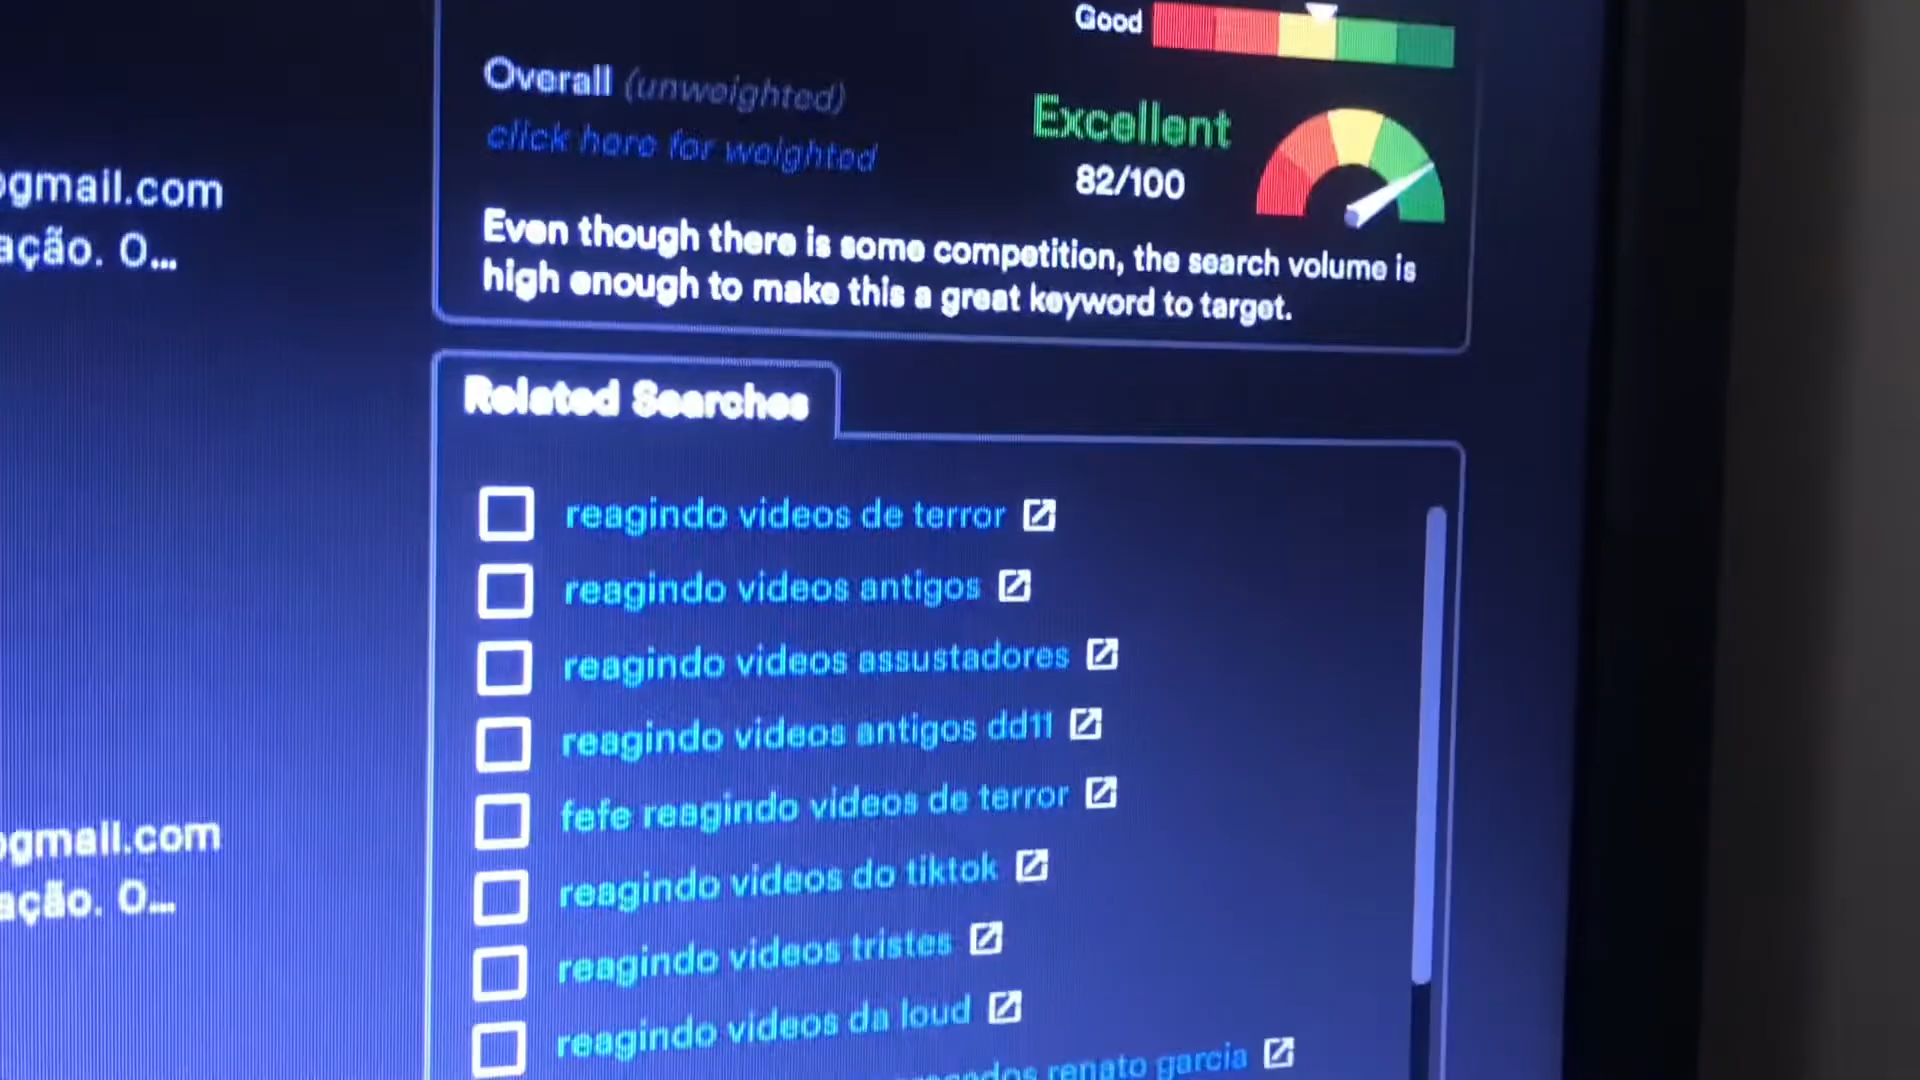 Good
Overall (unweighted)
click here for weighted
Excellent
82/100
Even though there is some competition, the search volume is
high enough to make this a great keyword to target.
gmail.com
ação. O...
Related Searches
reagindo videos de terror
reagindo videos antigos
reagindo videos assustadores
reagindo videos antigos dd11
fefe reagindo videos de terror
reagindo videos do tiktok
reagindo videos tristes
reagindo videos da loud
renato garcia
gmail.com
ação. O...